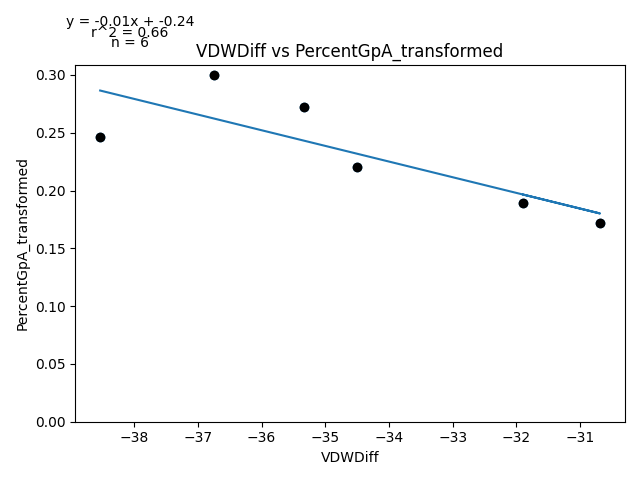 y = -0.01x + -0.24
r^2 = 0.66
n = 6
VDWDiff vs PercentGpA_transformed
0.30
0.25
0.20
0.15
0.10
0.05
0.00
PercentGpA_transformed
−38
−37
−36
−35
−34
−33
−32
−31
VDWDiff